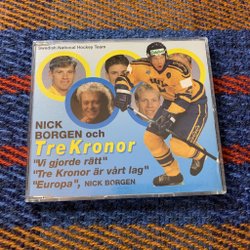 Swedish National Hockey Team
NICK
BORGEN och
Tre Kronor
"Vi gjorde rätt"
"Tre Kronor är vårt lag"
"Europa", NICK BORGEN